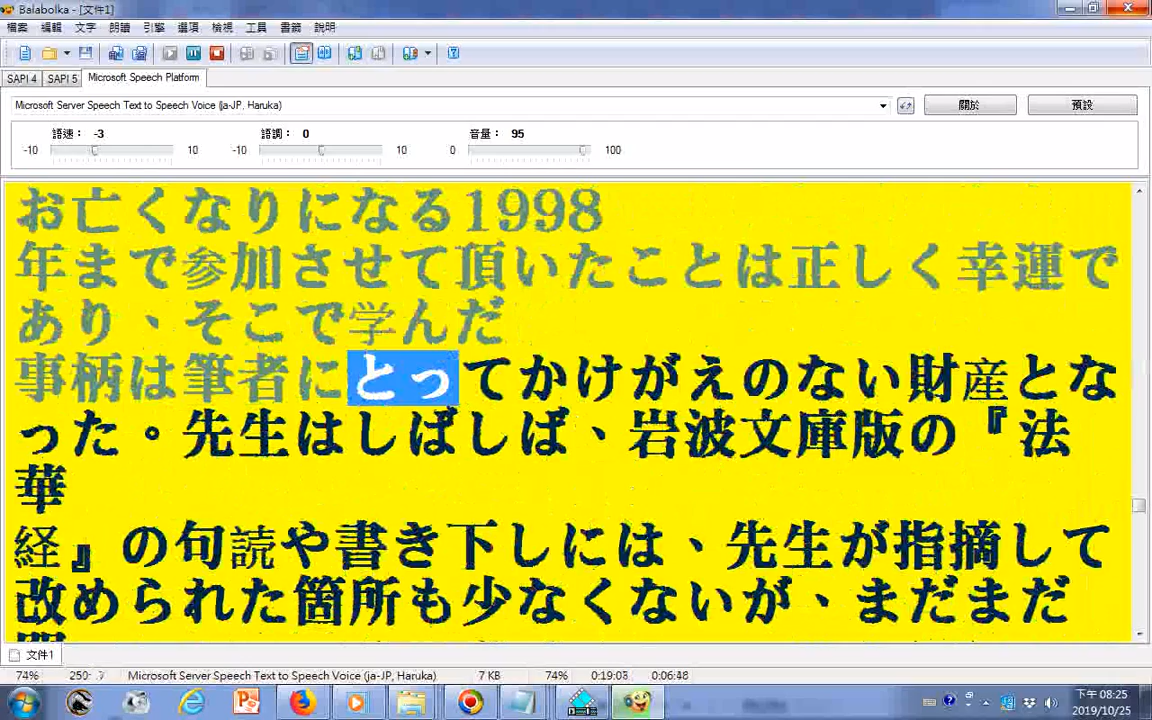 Balabolka - [文件1]
檔案 編輯 文字 朗讀 引擎 選項 檢視 工具 書籤 說明
SAPI 4 SAPI 5 Microsoft Speech Platform
Microsoft Server Speech Text to Speech Voice (ja-JP, Haruka) 關於 預設
語速： -3 語調： 0 音量： 95
-10 10 -10 10 0 100
お亡くなりになる1998
年まで参加させて頂いたことは正しく幸運で
あり、そこで学んだ
事柄は筆者にとってかけがえのない財産とな
った。先生はしばしば、岩波文庫版の『法
華
経』の句読や書き下しには、先生が指摘して
改められた箇所も少なくないが、まだまだ
文件1
74% Microsoft Server Speech Text to Speech Voice (ja-JP, Haruka) 7 KB 74% 0:19:03 0:06:48
下午 08:25
2019/10/25